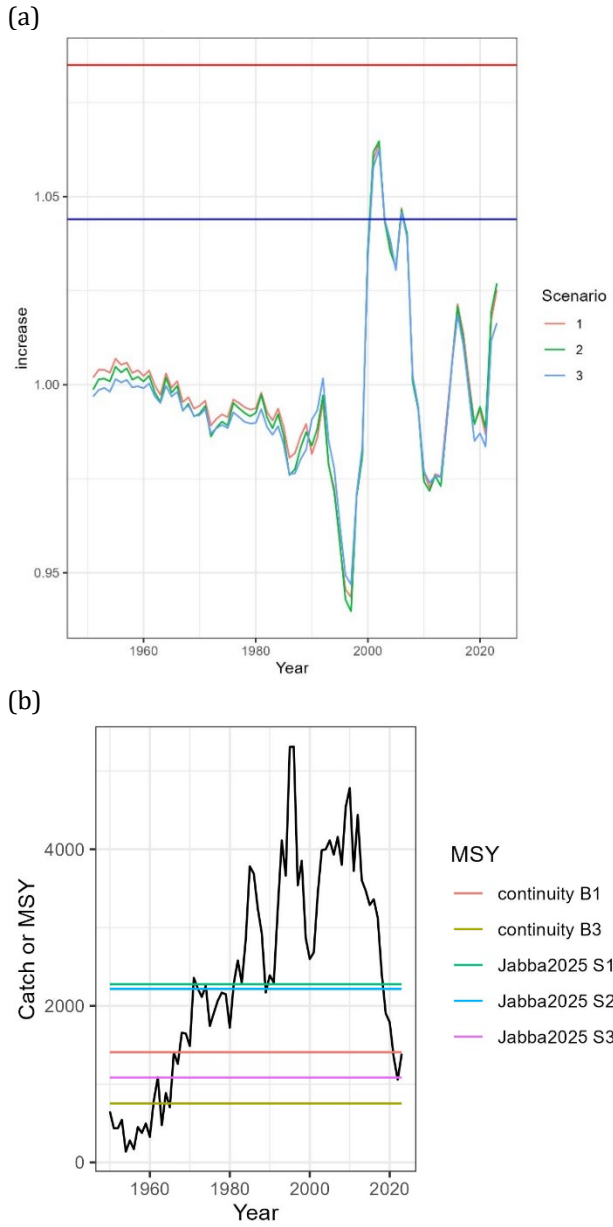 (a)
1.05
1.00
0.95
increase
1960
1980
2000
2020
Year
Scenario
1
2
3
(b)
4000
2000
0
Catch or MSY
1960
1980
2000
2020
Year
MSY
continuity B1
continuity B3
Jabba2025 S1
Jabba2025 S2
Jabba2025 S3